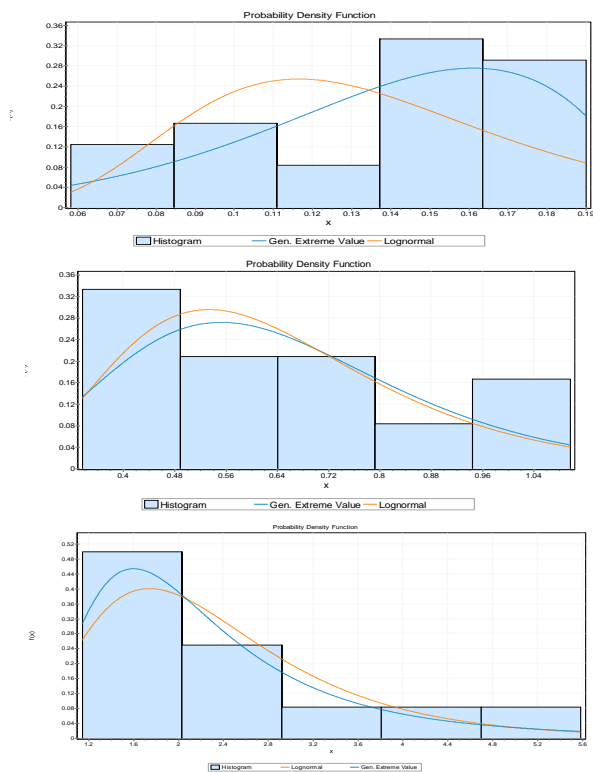 Probability Density Function
0.36
0.32
0.28
0.24
0.2
0.16
0.12
0.08
0.04
0
0.06 0.07 0.08 0.09 0.1 0.11 0.12 0.13 0.14 0.15 0.16 0.17 0.18 0.19
x
Histogram Gen. Extreme Value Lognormal
Probability Density Function
0.36
0.32
0.28
0.24
0.2
0.16
0.12
0.08
0.04
0
0.4 0.48 0.56 0.64 0.72 0.8 0.88 0.96 1.04
x
Histogram Gen. Extreme Value Lognormal
Probability Density Function
0.52
0.48
0.44
0.4
0.36
0.32
0.28
0.24
0.2
0.16
0.12
0.08
0.04
0
f(x)
1.2 1.6 2 2.4 2.8 3.2 3.6 4 4.4 4.8 5.2 5.6
x
Histogram Lognormal Gen. Extreme Value